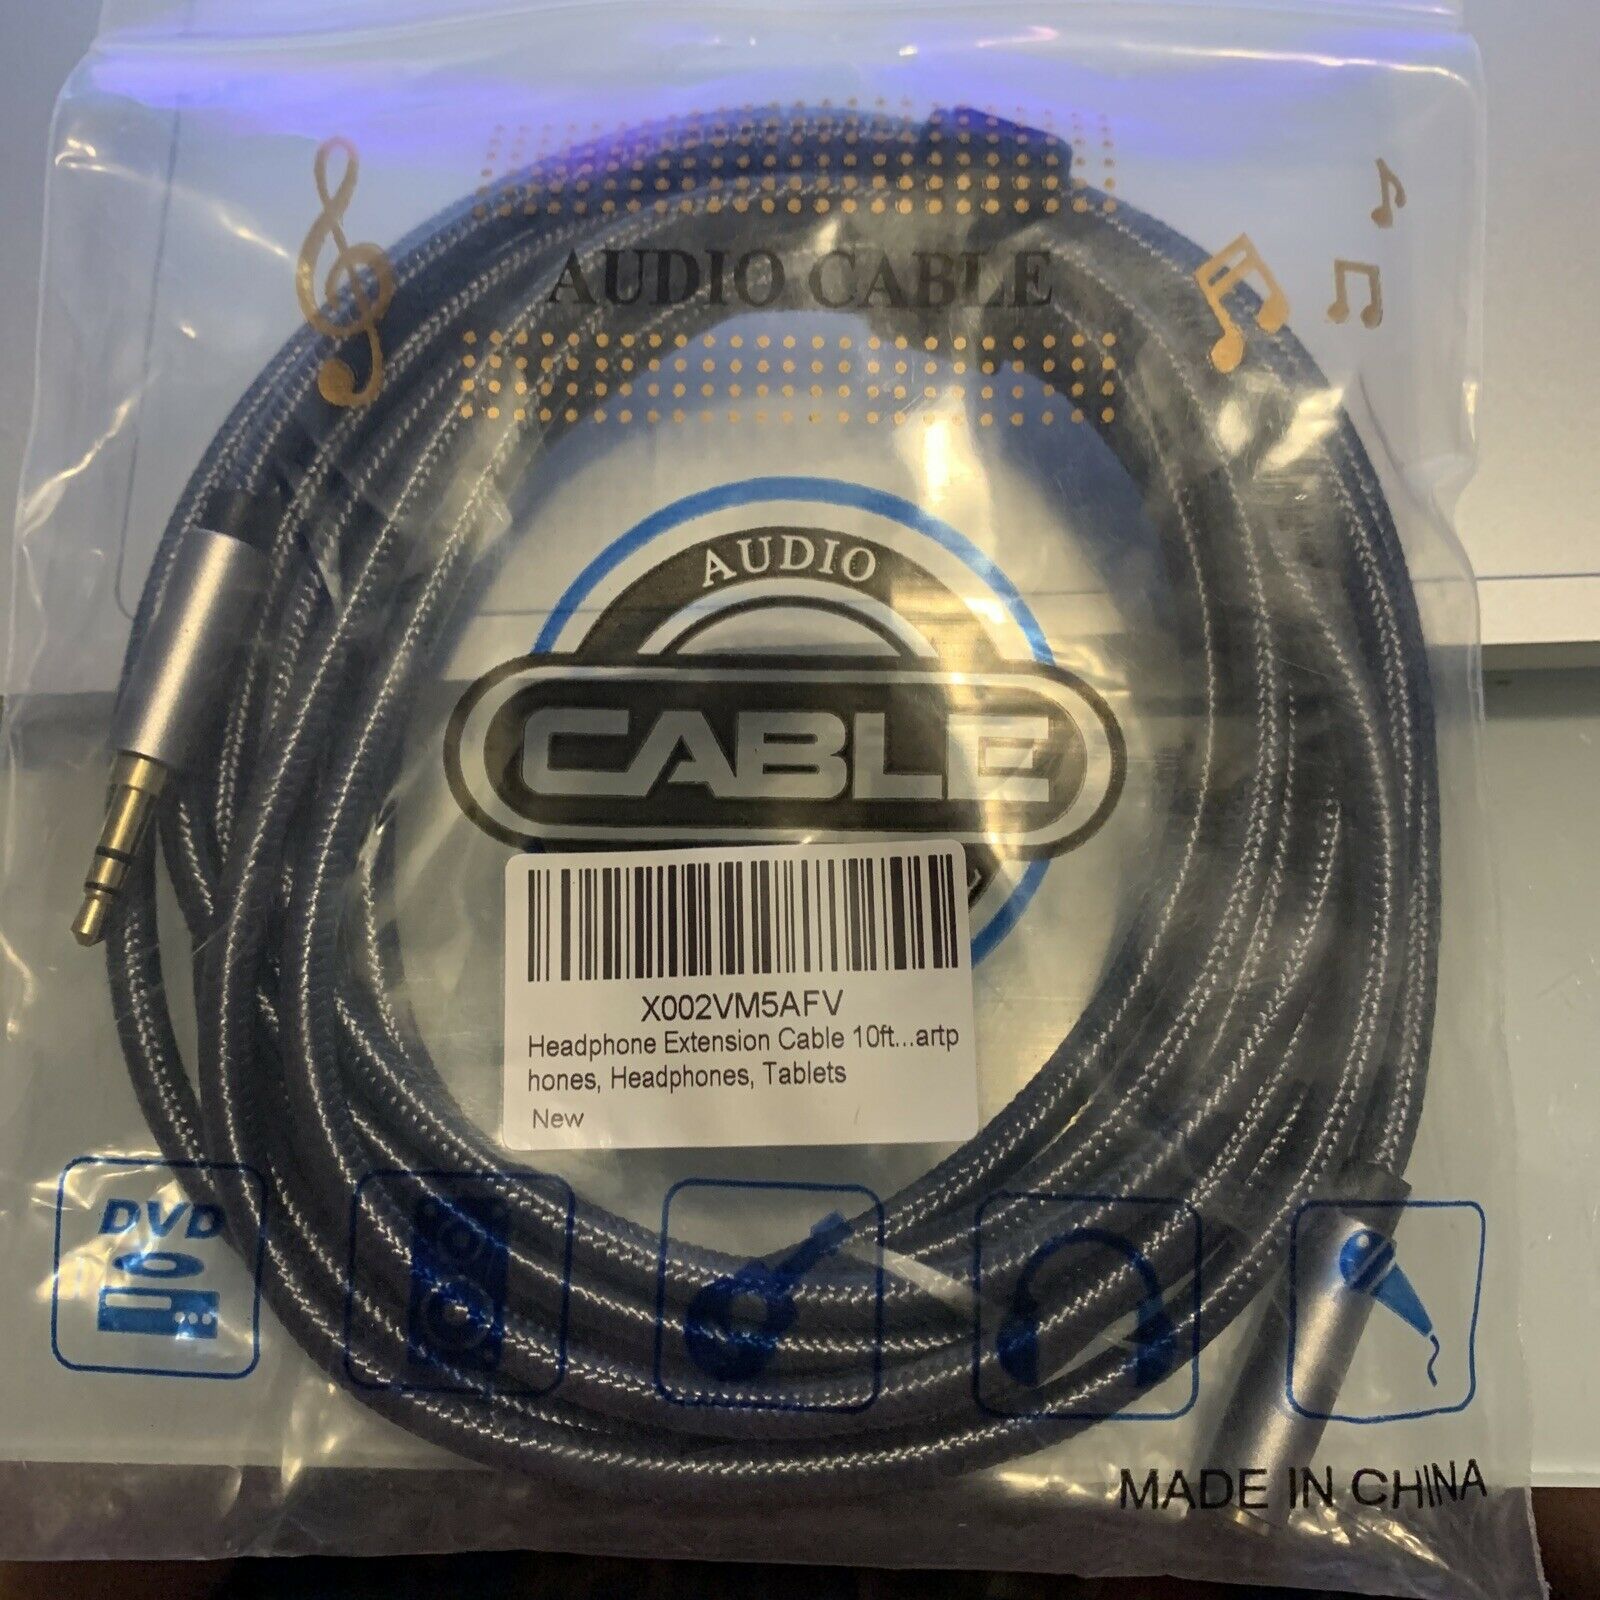 AUDIO CABLE
AUDIO
CABLE
X002VM5AFV
Headphone Extension Cable 10ft...artp
hones, Headphones, Tablets
New
DVD
MADE IN CHINA